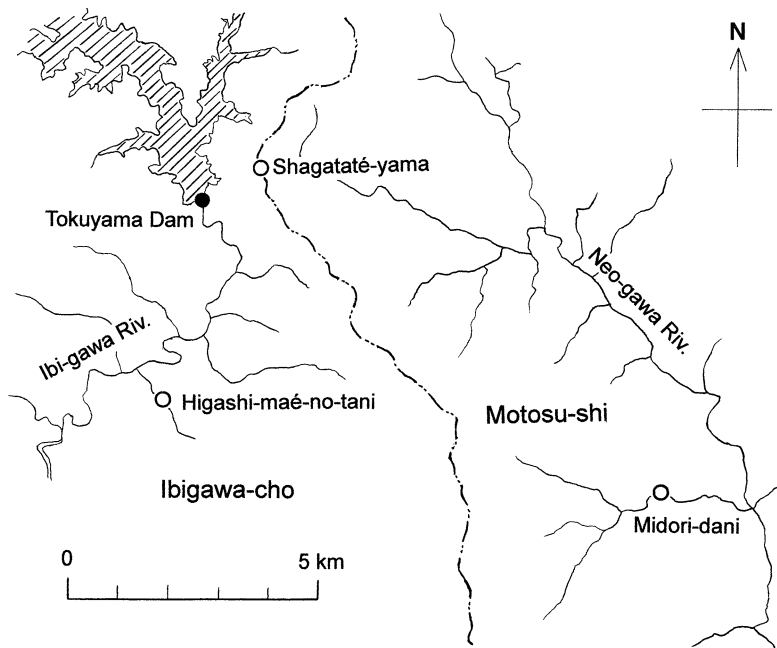 N
Shagataté-yama
Tokuyama Dam
Neo-gawa Riv.
Ibi-gawa Riv.
Higashi-maé-no-tani
Motosu-shi
Ibigawa-cho
Midori-dani
0 5 km